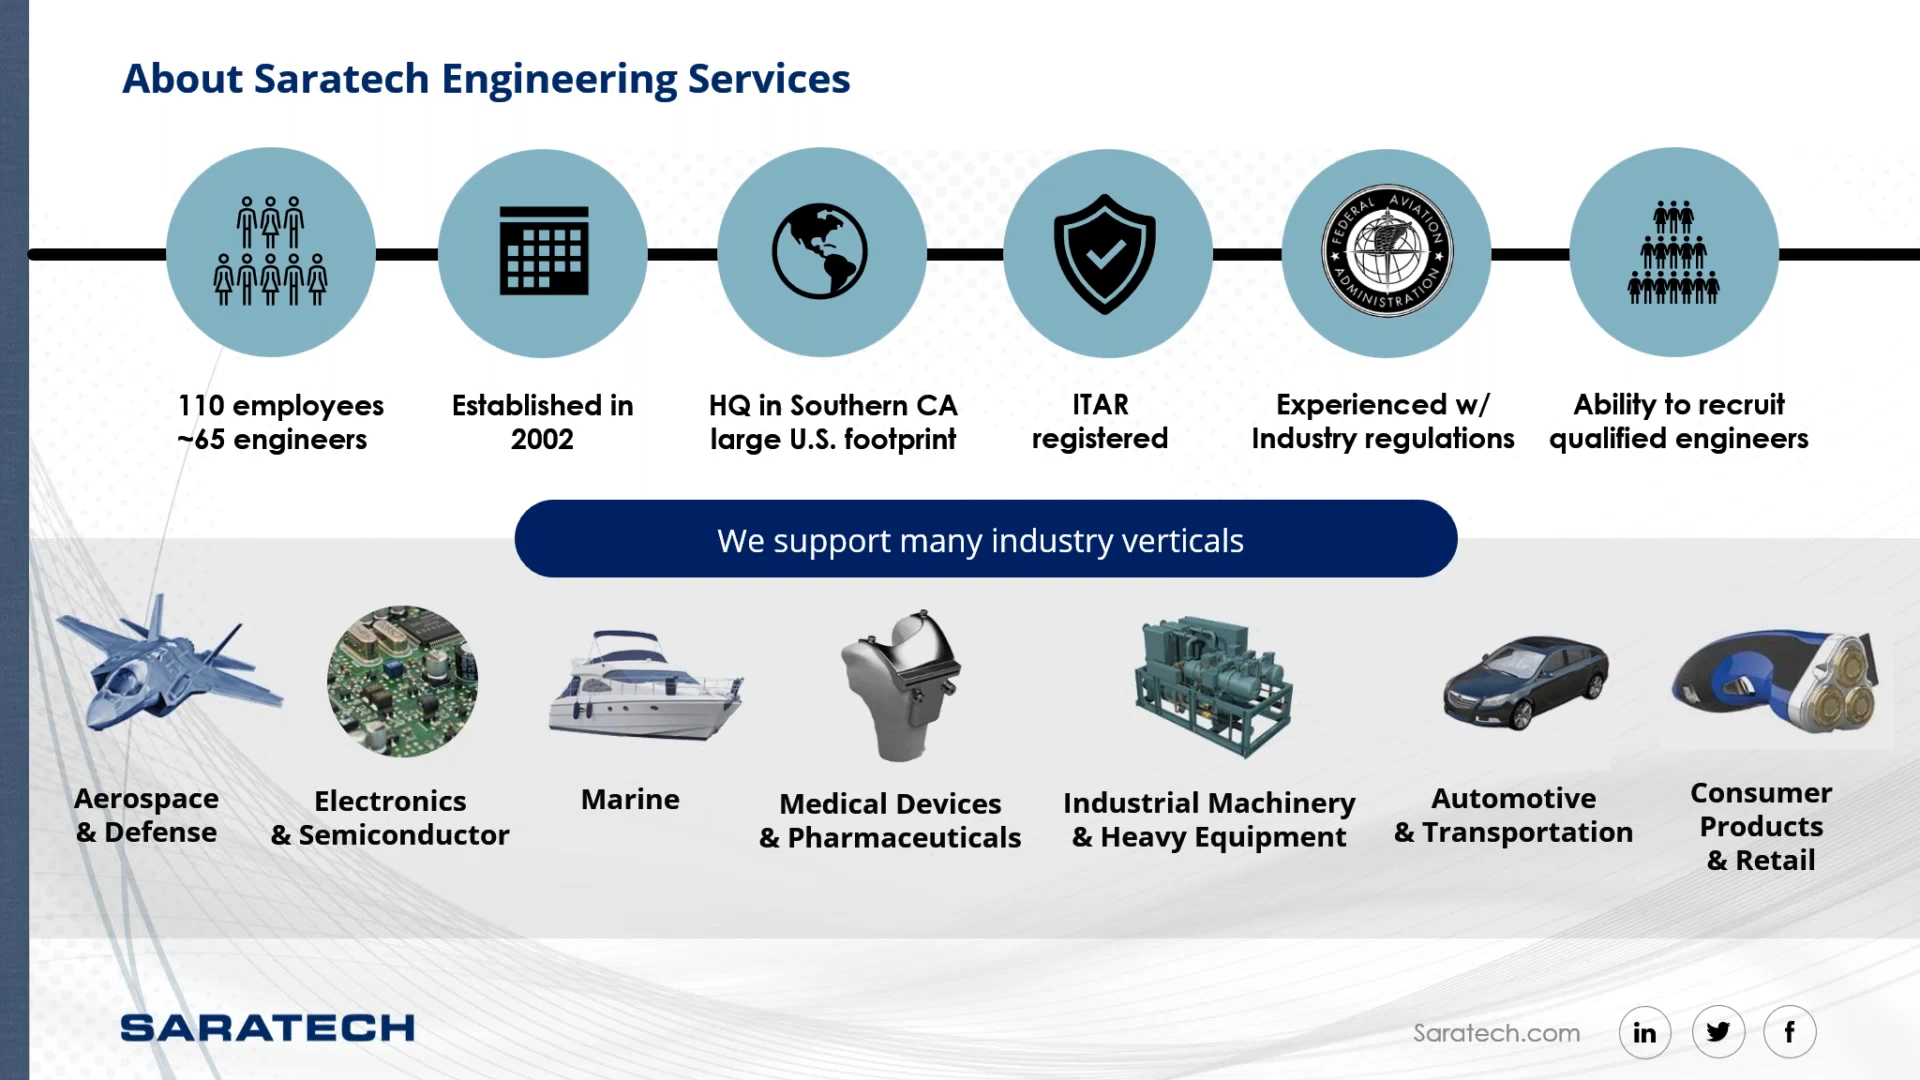 About Saratech Engineering Services
FEDERAL AVIATION
ADMINISTRATION
110 employees
~65 engineers
Established in
2002
HQ in Southern CA
large U.S. footprint
ITAR
registered
Experienced w/
Industry regulations
Ability to recruit
qualified engineers
We support many industry verticals
Aerospace
& Defense
Electronics
& Semiconductor
Marine
Medical Devices
& Pharmaceuticals
Industrial Machinery
& Heavy Equipment
Automotive
& Transportation
Consumer
Products
& Retail
SARATECH
Saratech.com
in
f